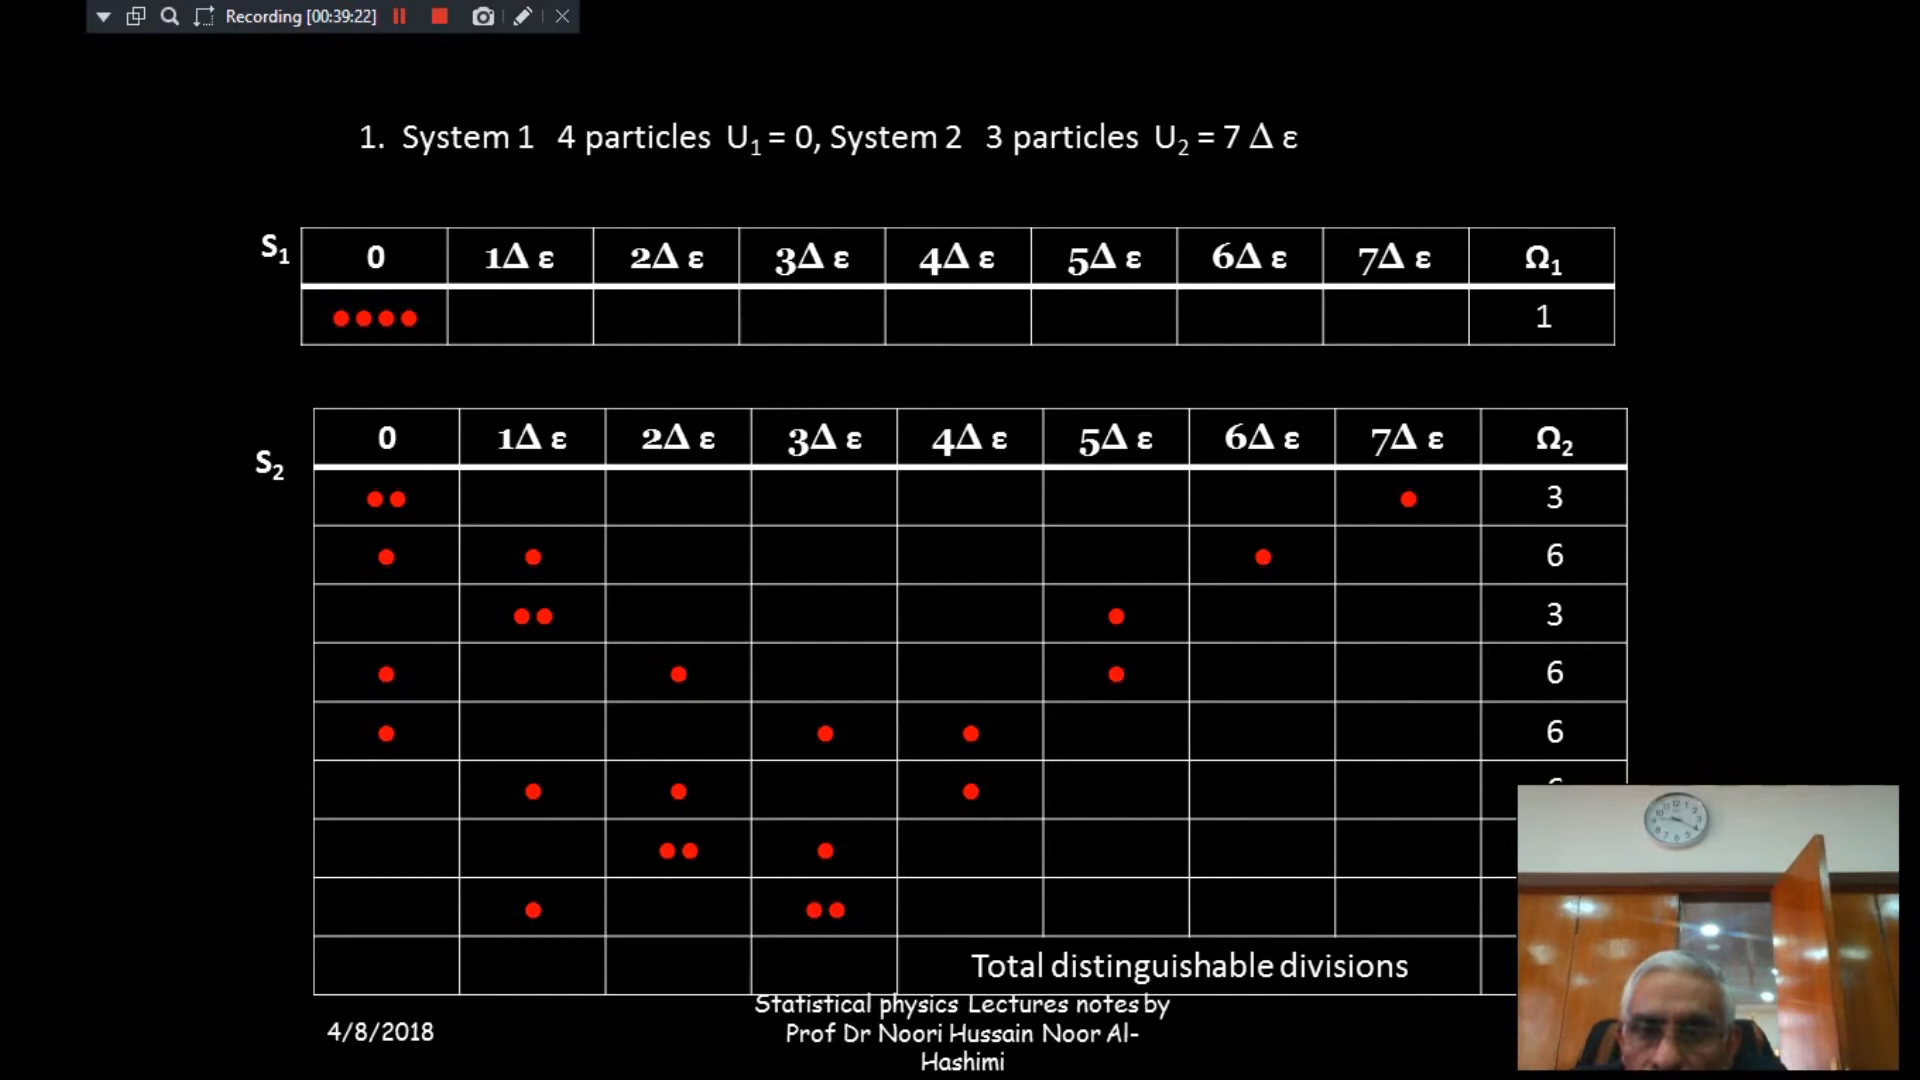 Recording [00:39:22]
1. System 1 4 particles U₁ = 0, System 2 3 particles U₂ = 7 Δ ε
S₁
0 1Δ ε 2Δ ε 3Δ ε 4Δ ε 5Δ ε 6Δ ε 7Δ ε Ω₁
1
S₂
0 1Δ ε 2Δ ε 3Δ ε 4Δ ε 5Δ ε 6Δ ε 7Δ ε Ω₂
3
6
3
6
6
Total distinguishable divisions
4/8/2018
Statistical physics Lectures notes by
Prof Dr Noori Hussain Noor Al-
Hashimi